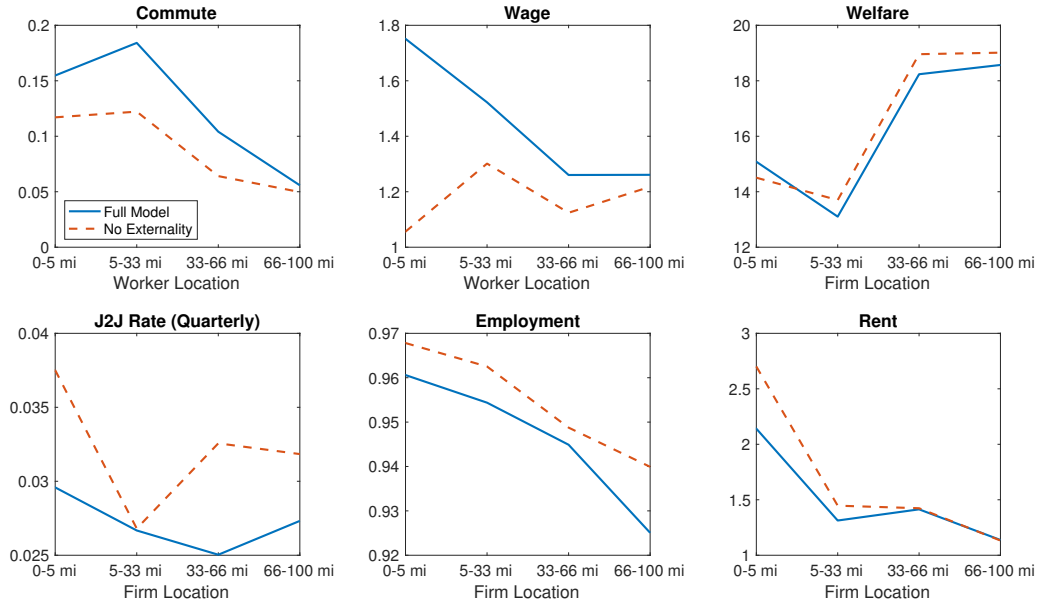 Commute
0.2
0.15
0.1
0.05
0
Full Model
No Externality
0-5 mi 5-33 mi 33-66 mi 66-100 mi
Worker Location
Wage
1.8
1.6
1.4
1.2
1
0-5 mi 5-33 mi 33-66 mi 66-100 mi
Worker Location
Welfare
20
18
16
14
12
0-5 mi 5-33 mi 33-66 mi 66-100 mi
Firm Location
J2J Rate (Quarterly)
0.04
0.035
0.03
0.025
0-5 mi 5-33 mi 33-66 mi 66-100 mi
Firm Location
Employment
0.97
0.96
0.95
0.94
0.93
0.92
0-5 mi 5-33 mi 33-66 mi 66-100 mi
Firm Location
Rent
3
2.5
2
1.5
1
0-5 mi 5-33 mi 33-66 mi 66-100 mi
Firm Location